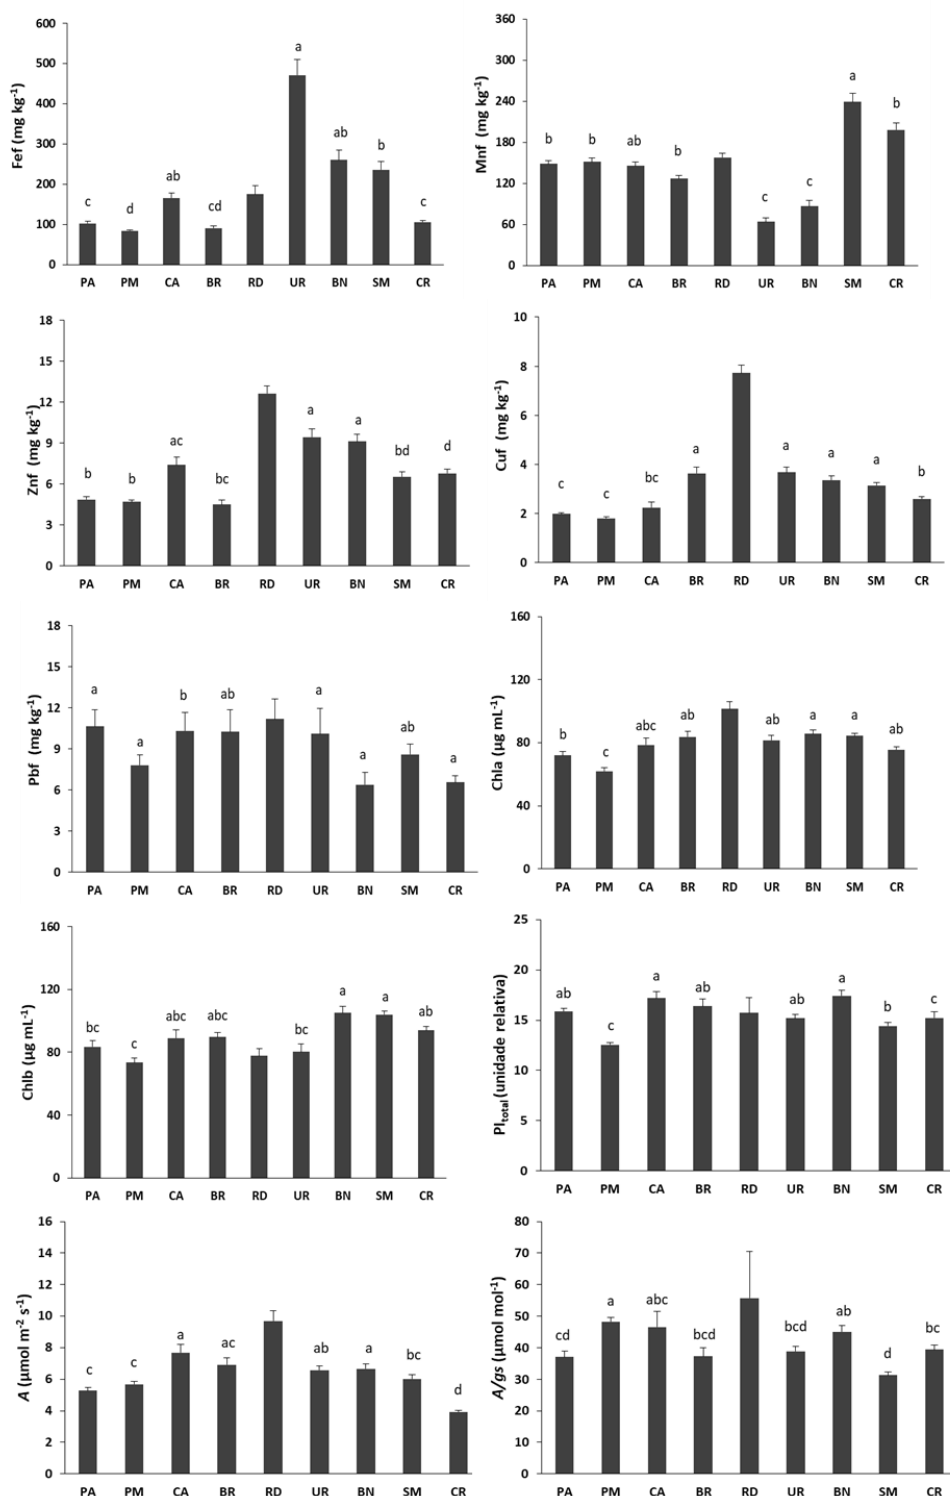 Fef (mg kg⁻¹)
600
500
400
300
200
100
0
c d ab cd a ab b c
PA PM CA BR RD UR BN SM CR
Mnf (mg kg⁻¹)
360
300
240
180
120
60
0
b b ab b c c a b
PA PM CA BR RD UR BN SM CR
Znf (mg kg⁻¹)
18
15
12
9
6
3
0
b b ac bc a a bd d
PA PM CA BR RD UR BN SM CR
Cuf (mg kg⁻¹)
10
8
6
4
2
0
c c bc a a a a b
PA PM CA BR RD UR BN SM CR
Pbf (mg kg⁻¹)
18
15
12
9
6
3
0
a a b ab a a ab a
PA PM CA BR RD UR BN SM CR
Chla (µg mL⁻¹)
160
120
80
40
0
b c abc ab ab a a ab
PA PM CA BR RD UR BN SM CR
Chlb (µg mL⁻¹)
160
120
80
40
0
bc c abc abc bc a a ab
PA PM CA BR RD UR BN SM CR
PItotal (unidade relativa)
25
20
15
10
5
0
ab c a ab ab a b c
PA PM CA BR RD UR BN SM CR
A (µmol m⁻² s⁻¹)
16
14
12
10
8
6
4
2
0
c c a ac ab a bc d
PA PM CA BR RD UR BN SM CR
A/gs (µmol mol⁻¹)
80
70
60
50
40
30
20
10
0
cd a abc bcd bcd ab d bc
PA PM CA BR RD UR BN SM CR